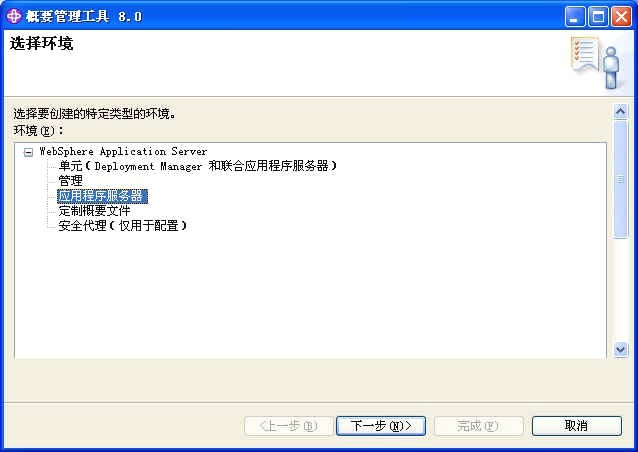 概要管理工具 8.0
选择环境
选择要创建的特定类型的环境。
环境(E)：
WebSphere Application Server
单元（Deployment Manager 和联合应用程序服务器）
管理
应用程序服务器
定制概要文件
安全代理（仅用于配置）
<上一步(B) 下一步(N)> 完成(F) 取消